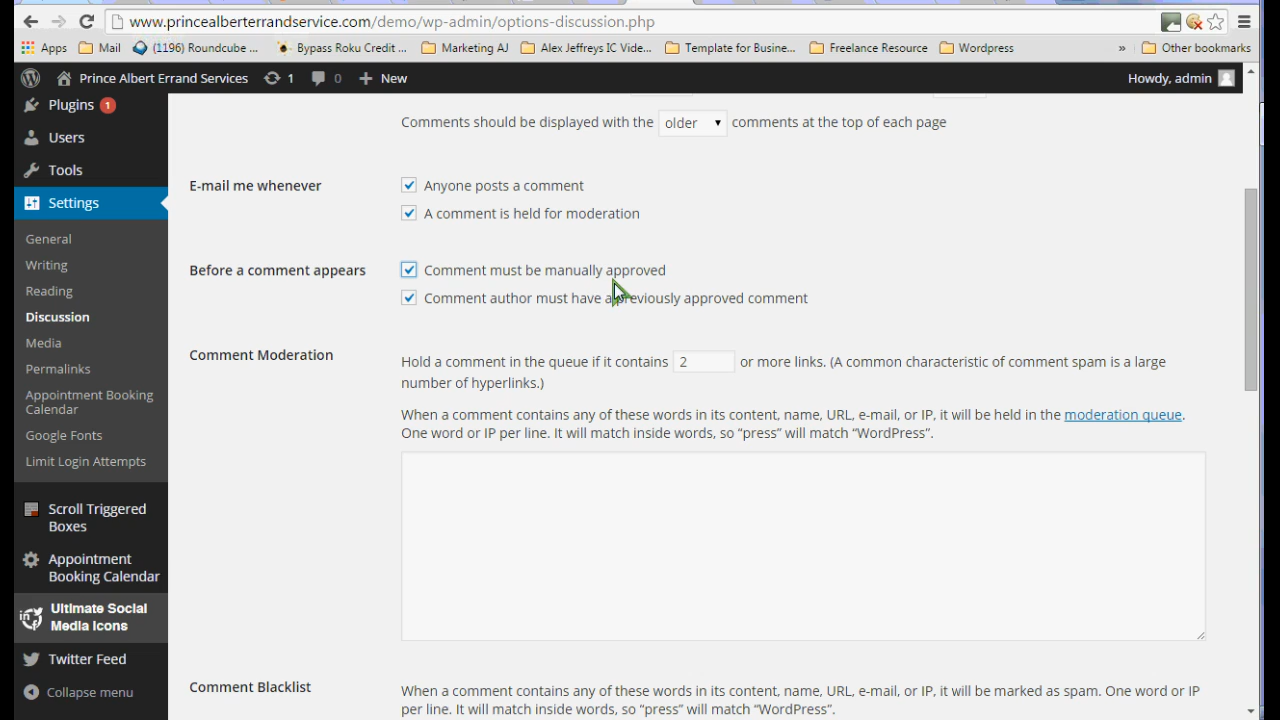 www.princealberterrandservice.com/demo/wp-admin/options-discussion.php
Apps Mail (1196) Roundcube ... Bypass Roku Credit ... Marketing AJ Alex Jeffreys IC Vide... Template for Busine... Freelance Resource Wordpress » Other bookmarks
Prince Albert Errand Services 1 0 New Howdy, admin
Plugins 1
Users
Tools
Settings
General
Writing
Reading
Discussion
Media
Permalinks
Appointment Booking
Calendar
Google Fonts
Limit Login Attempts
Scroll Triggered
Boxes
Appointment
Booking Calendar
Ultimate Social
Media Icons
Twitter Feed
Collapse menu
Comments should be displayed with the older comments at the top of each page
E-mail me whenever
Anyone posts a comment
A comment is held for moderation
Before a comment appears
Comment must be manually approved
Comment author must have a previously approved comment
Comment Moderation
Hold a comment in the queue if it contains 2 or more links. (A common characteristic of comment spam is a large
number of hyperlinks.)
When a comment contains any of these words in its content, name, URL, e-mail, or IP, it will be held in the moderation queue.
One word or IP per line. It will match inside words, so “press” will match “WordPress”.
Comment Blacklist
When a comment contains any of these words in its content, name, URL, e-mail, or IP, it will be marked as spam. One word or IP
per line. It will match inside words, so “press” will match “WordPress”.